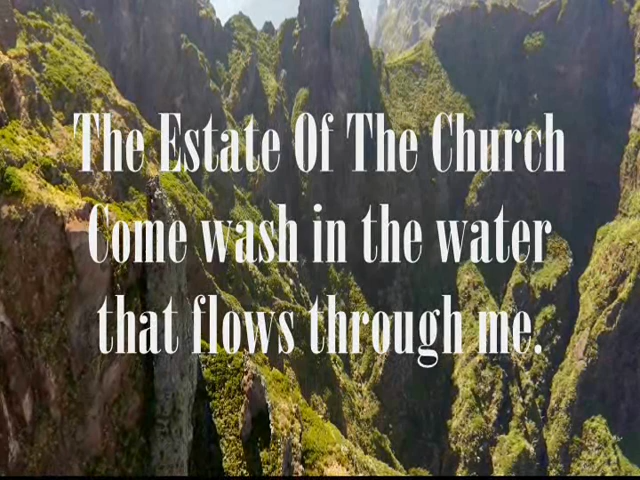 The Estate Of The Church
Come wash in the water
that flows through me.